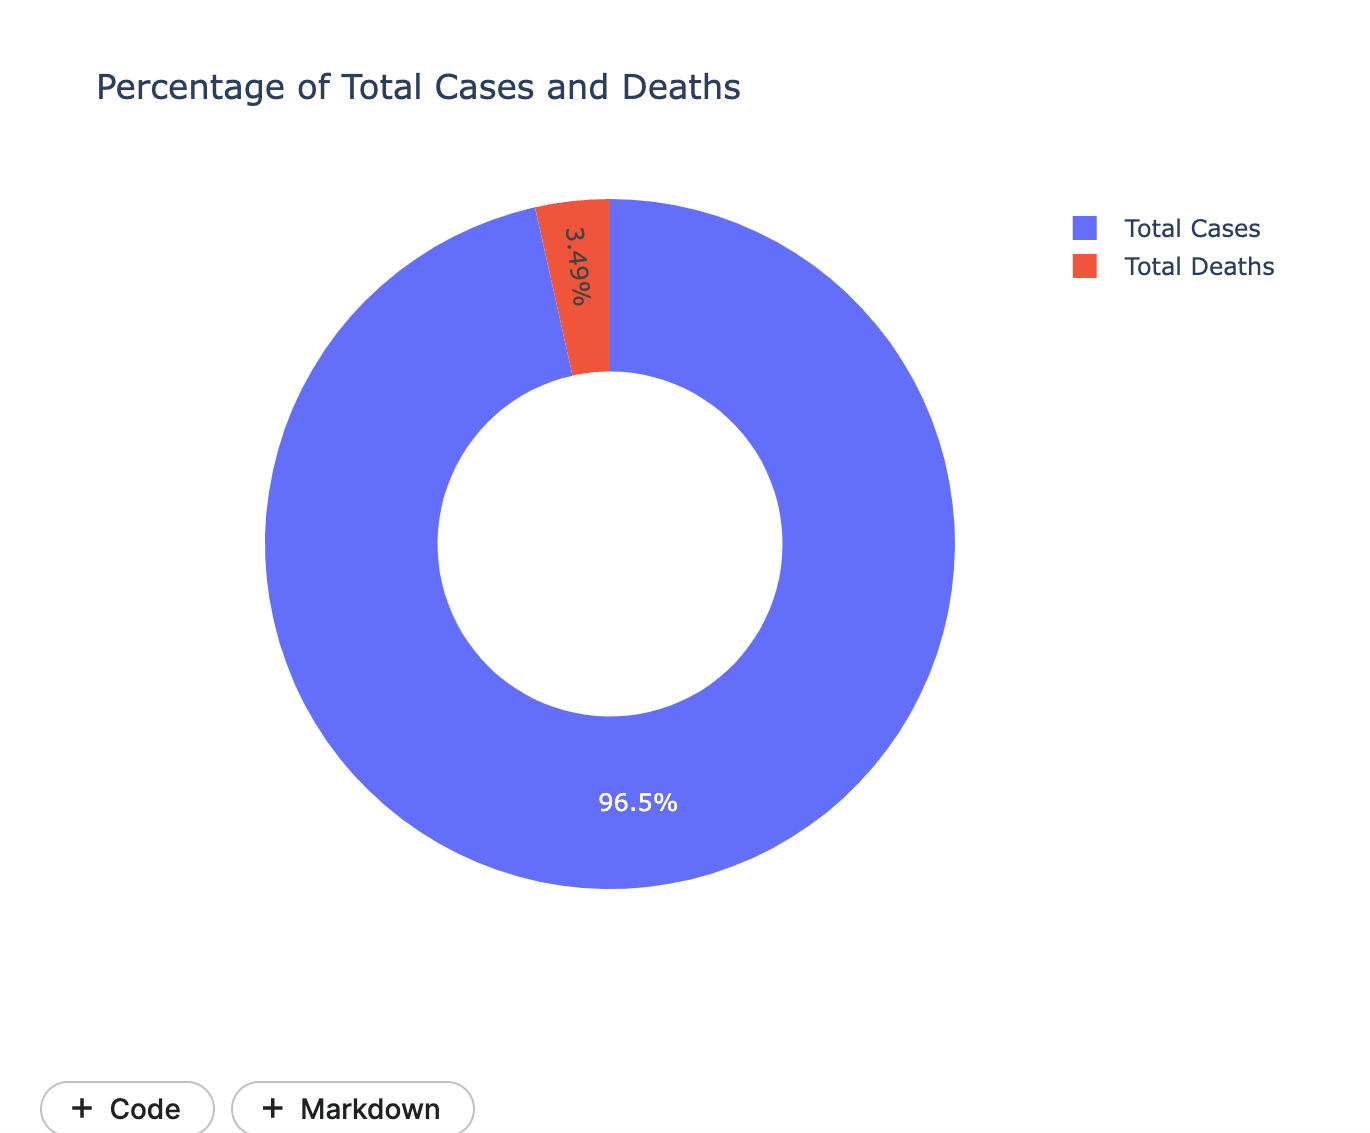 Percentage of Total Cases and Deaths
Total Cases
Total Deaths
3.49%
96.5%
+ Code
+ Markdown